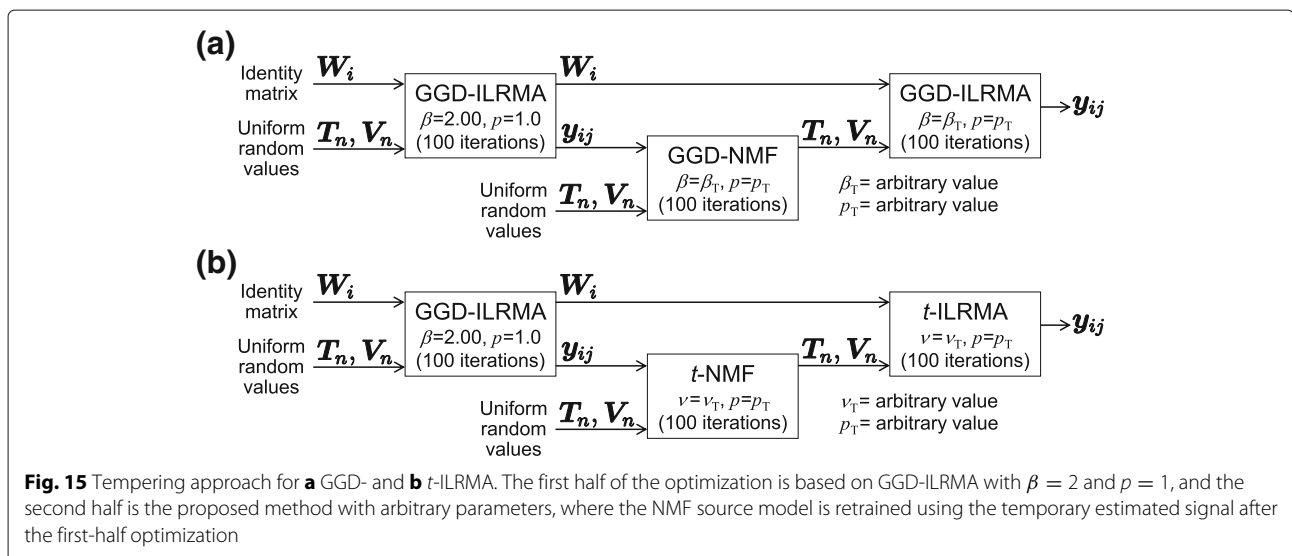 (a)
Identity
matrix
W_i
Uniform
random
values
T_n, V_n
GGD-ILRMA
β=2.00, p=1.0
(100 iterations)
W_i
y_ij
Uniform
random
values
T_n, V_n
GGD-NMF
β=β_T, p=p_T
(100 iterations)
T_n, V_n
GGD-ILRMA
β=β_T, p=p_T
(100 iterations)
y_ij
β_T= arbitrary value
p_T= arbitrary value
(b)
Identity
matrix
W_i
Uniform
random
values
T_n, V_n
GGD-ILRMA
β=2.00, p=1.0
(100 iterations)
W_i
y_ij
Uniform
random
values
T_n, V_n
t-NMF
ν=ν_T, p=p_T
(100 iterations)
T_n, V_n
t-ILRMA
ν=ν_T, p=p_T
(100 iterations)
y_ij
ν_T= arbitrary value
p_T= arbitrary value
Fig. 15 Tempering approach for a GGD- and b t-ILRMA. The first half of the optimization is based on GGD-ILRMA with β = 2 and p = 1, and the
second half is the proposed method with arbitrary parameters, where the NMF source model is retrained using the temporary estimated signal after
the first-half optimization